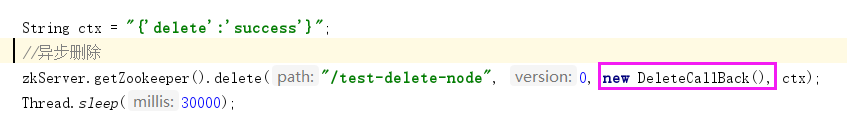 String ctx = "{'delete':'success'}";
//异步删除
zkServer.getZookeeper().delete( path: "/test-delete-node", version: 0, new DeleteCallBack(), ctx);
Thread.sleep( millis: 30000);